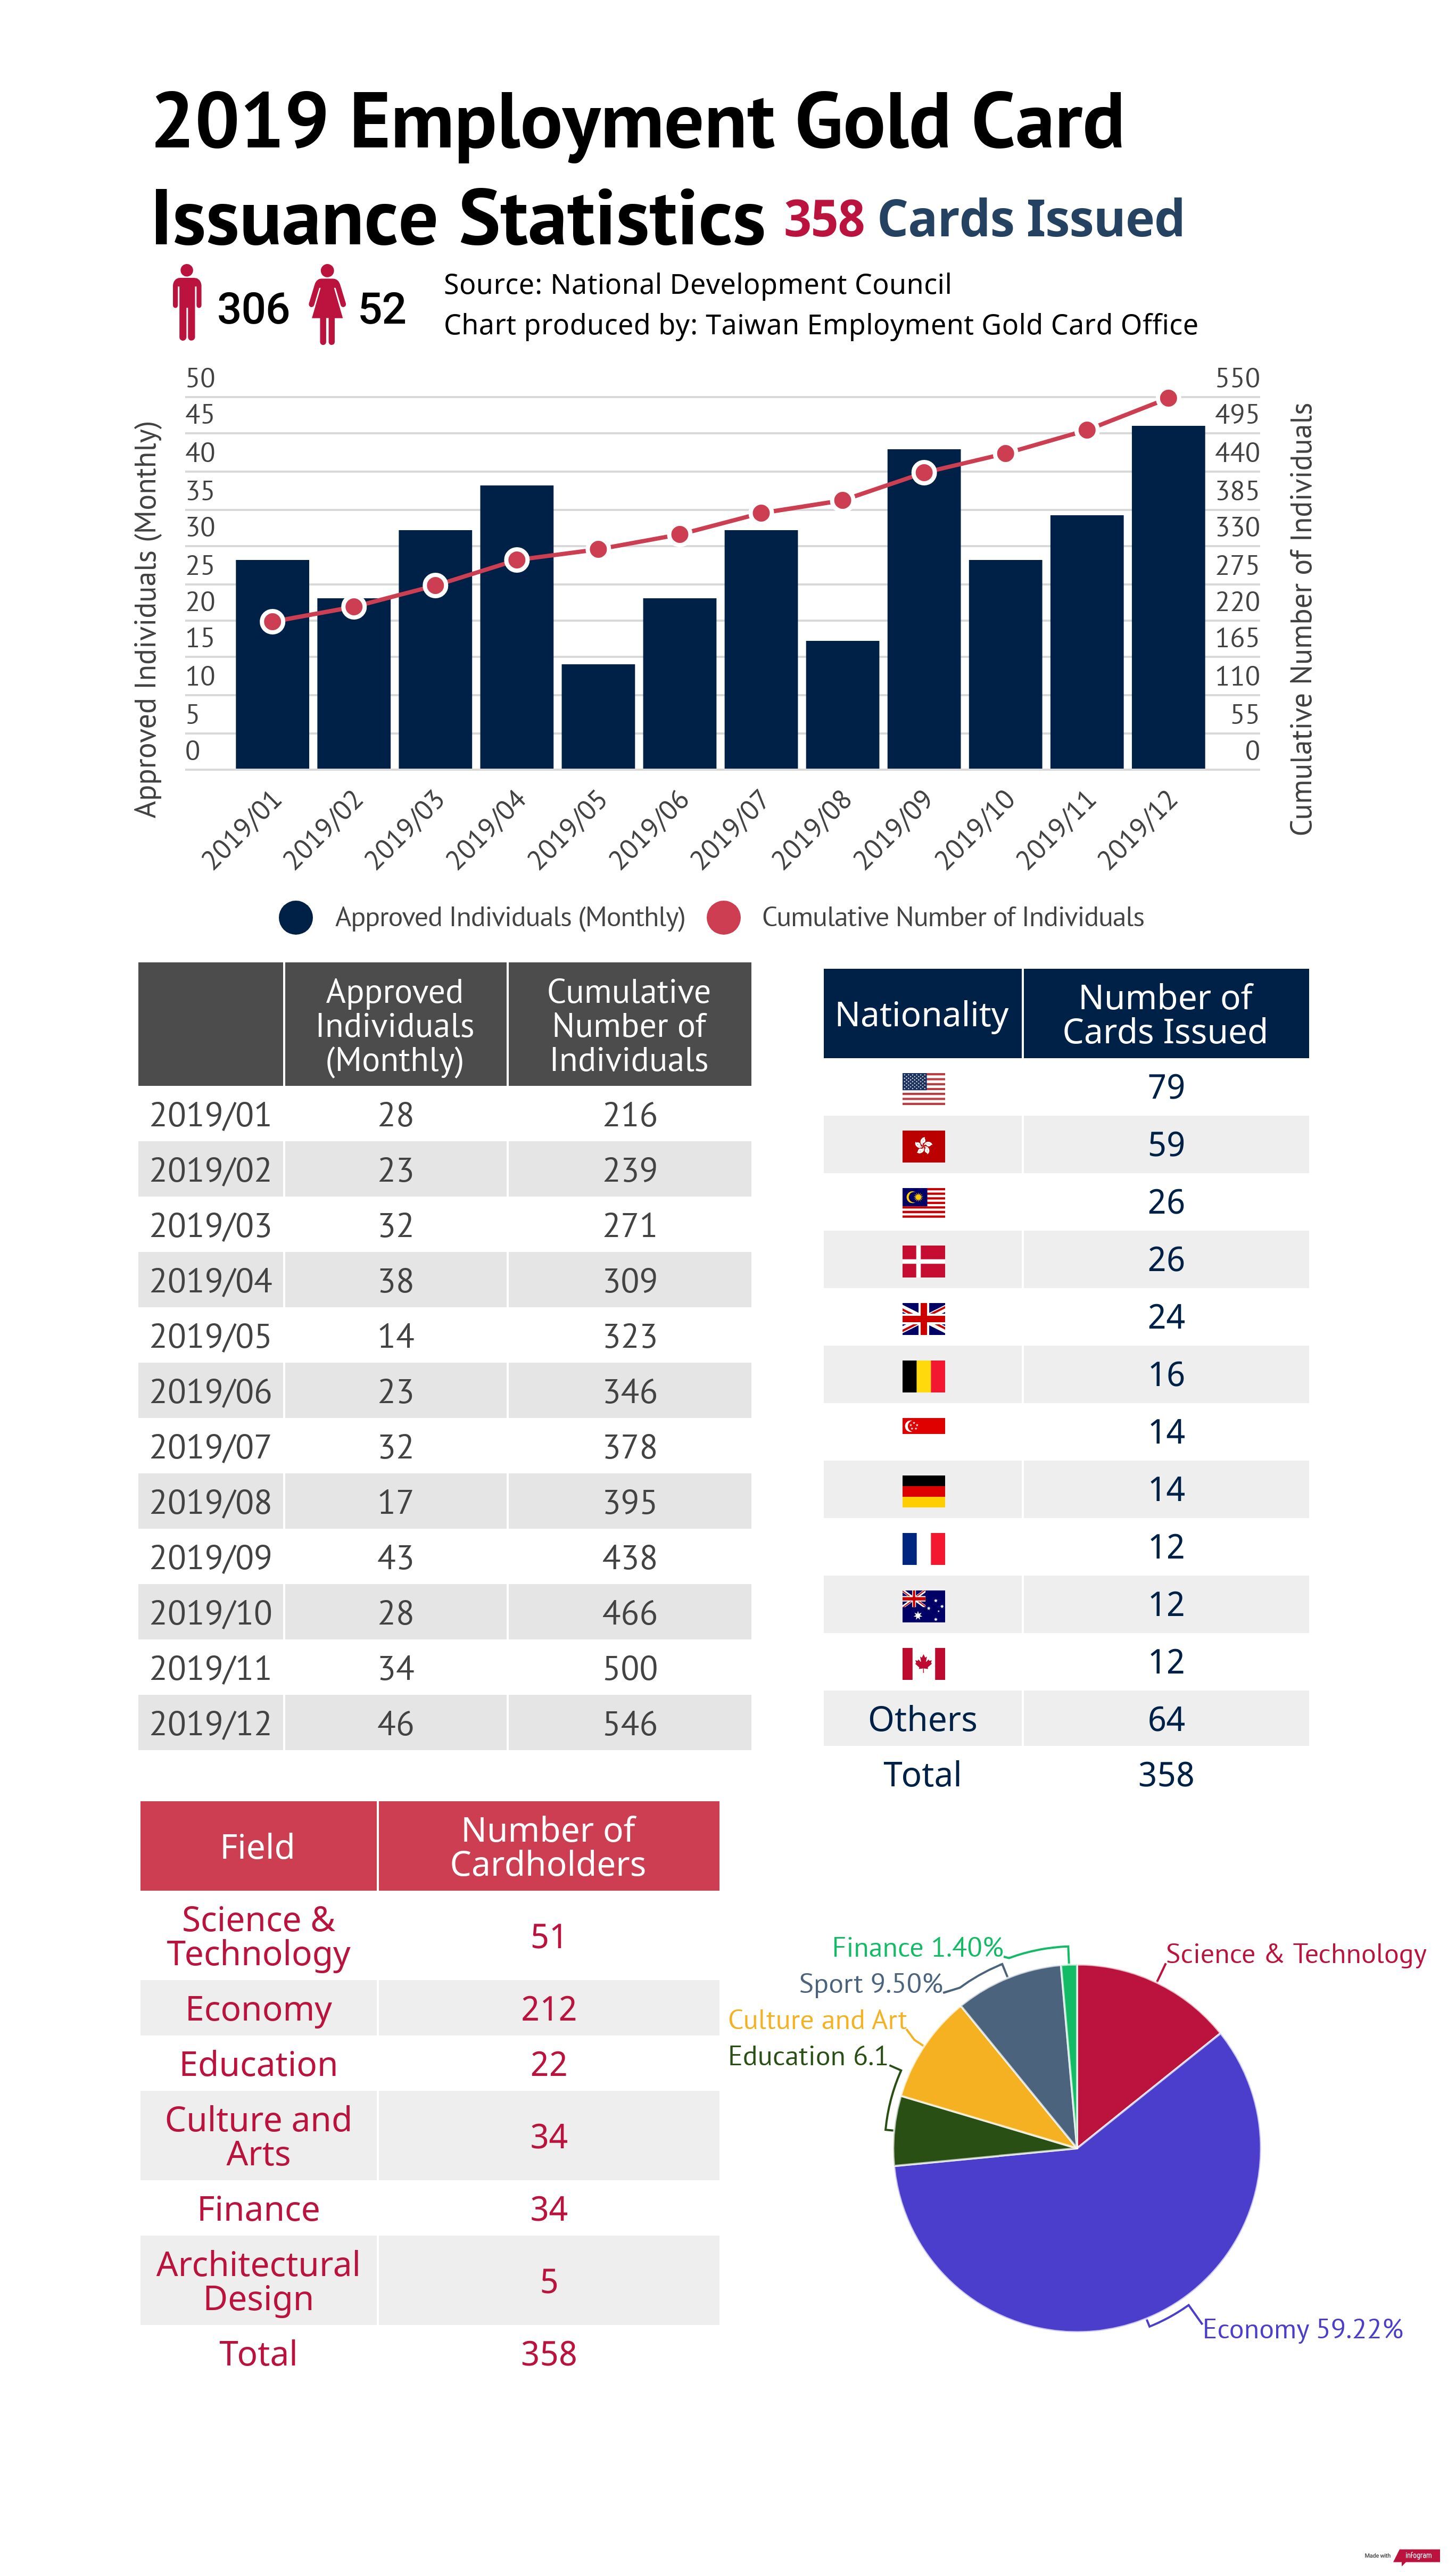 2019 Employment Gold Card
Issuance Statistics 358 Cards Issued
306 52
Source: National Development Council
Chart produced by: Taiwan Employment Gold Card Office
Approved Individuals (Monthly)
50
45
40
35
30
25
20
15
10
5
0
550
495
440
385
330
275
220
165
110
55
0
Cumulative Number of Individuals
2019/01
2019/02
2019/03
2019/04
2019/05
2019/06
2019/07
2019/08
2019/09
2019/10
2019/11
2019/12
Approved Individuals (Monthly) Cumulative Number of Individuals
Approved
Individuals
(Monthly)
Cumulative
Number of
Individuals
2019/01 28 216
2019/02 23 239
2019/03 32 271
2019/04 38 309
2019/05 14 323
2019/06 23 346
2019/07 32 378
2019/08 17 395
2019/09 43 438
2019/10 28 466
2019/11 34 500
2019/12 46 546
Nationality
Number of
Cards Issued
79
59
26
26
24
16
14
14
12
12
12
Others 64
Total 358
Field
Number of
Cardholders
Science &
Technology
51
Economy 212
Education 22
Culture and
Arts
34
Finance 34
Architectural
Design
5
Total 358
Finance 1.40%
Sport 9.50%
Culture and Art
Education 6.1
Science & Technology
Economy 59.22%
Made with infogram